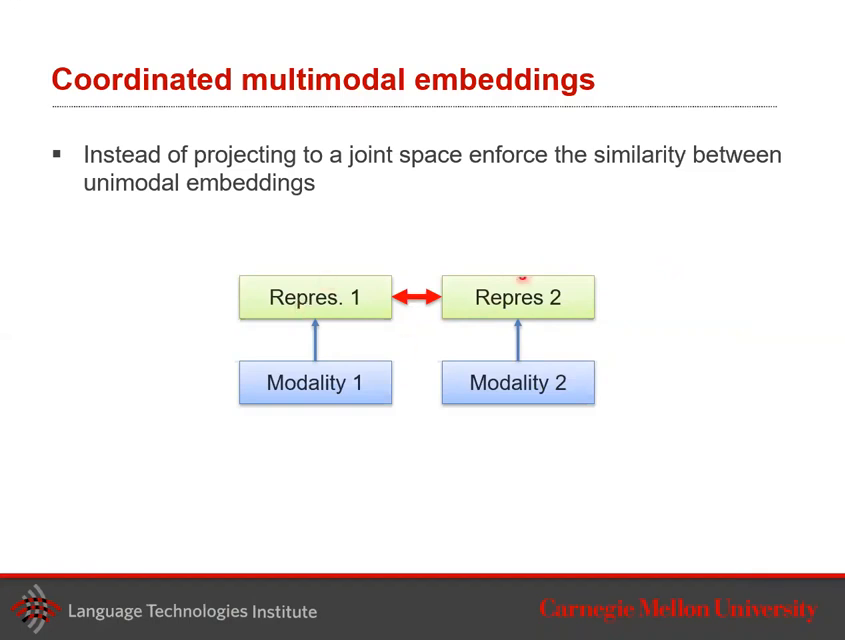 Coordinated multimodal embeddings
▪ Instead of projecting to a joint space enforce the similarity between
unimodal embeddings
Repres. 1
Repres 2
Modality 1
Modality 2
Language Technologies Institute
Carnegie Mellon University